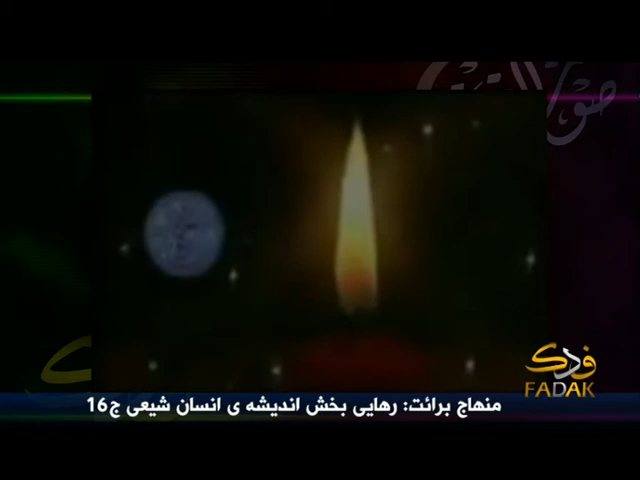 فدک
FADAK
منهاج برائت: رهایی بخش اندیشه ی انسان شیعی ج16